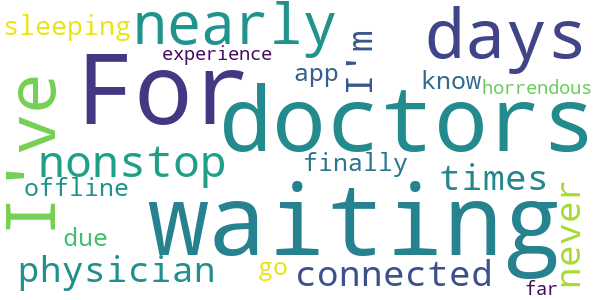 sleeping
nearly
experience
For
I'm
days
app
know
horrendous
I've
doctors
nonstop
finally
offline
times
waiting
never
due
physician
go
connected
far